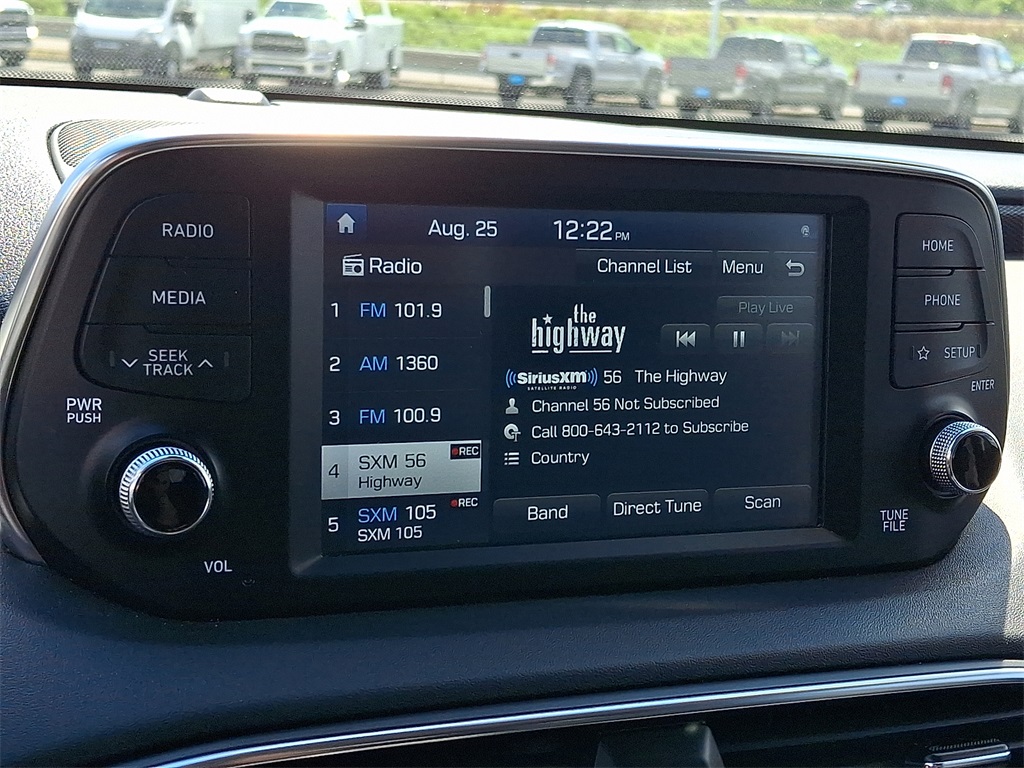 RADIO
MEDIA
SEEK
TRACK
PWR
PUSH
VOL
Aug. 25 12:22 PM
Radio Channel List Menu
1 FM 101.9
2 AM 1360
3 FM 100.9
4 SXM 56 REC
Highway
5 SXM 105 REC
SXM 105
Play Live
the
highway
SiriusXM 56 The Highway
SATELLITE RADIO
Channel 56 Not Subscribed
Call 800-643-2112 to Subscribe
Country
Band Direct Tune Scan
HOME
PHONE
SETUP
ENTER
TUNE
FILE